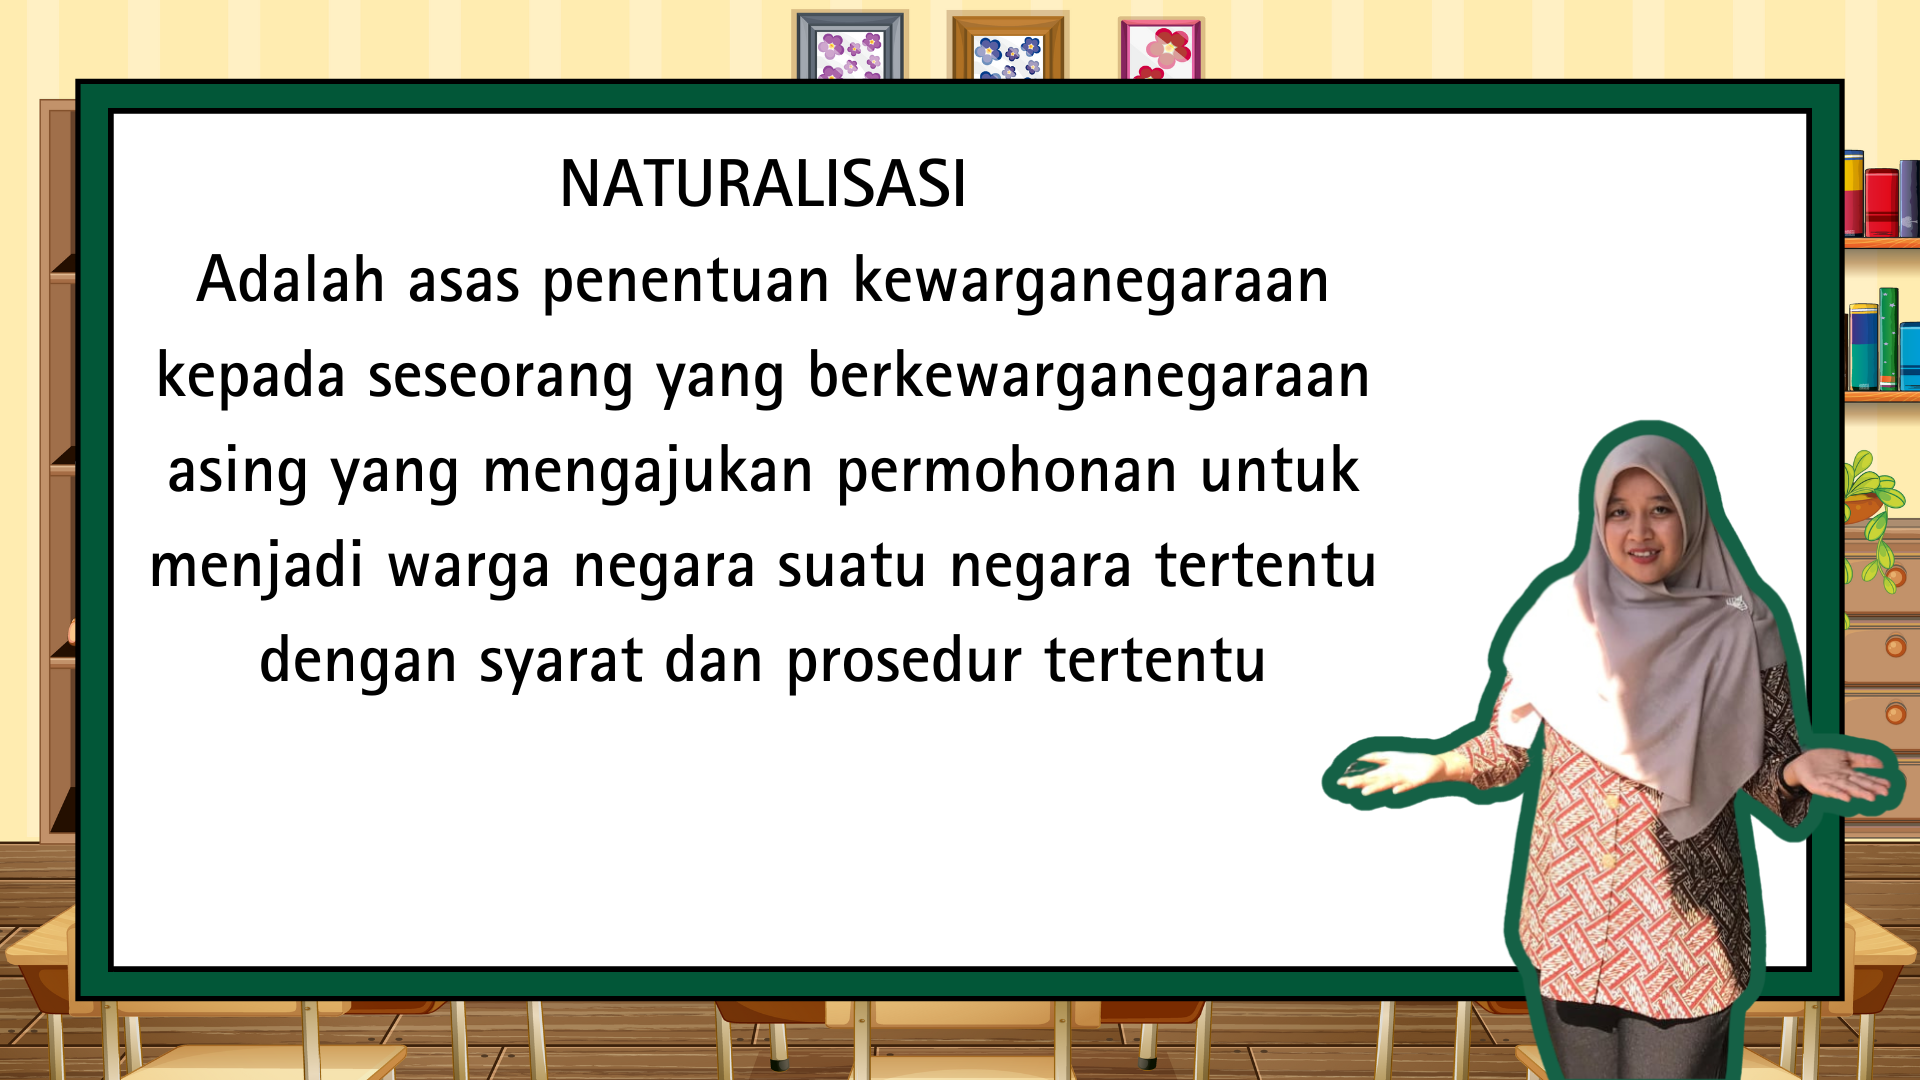 NATURALISASI
Adalah asas penentuan kewarganegaraan
kepada seseorang yang berkewarganegaraan
asing yang mengajukan permohonan untuk
menjadi warga negara suatu negara tertentu
dengan syarat dan prosedur tertentu